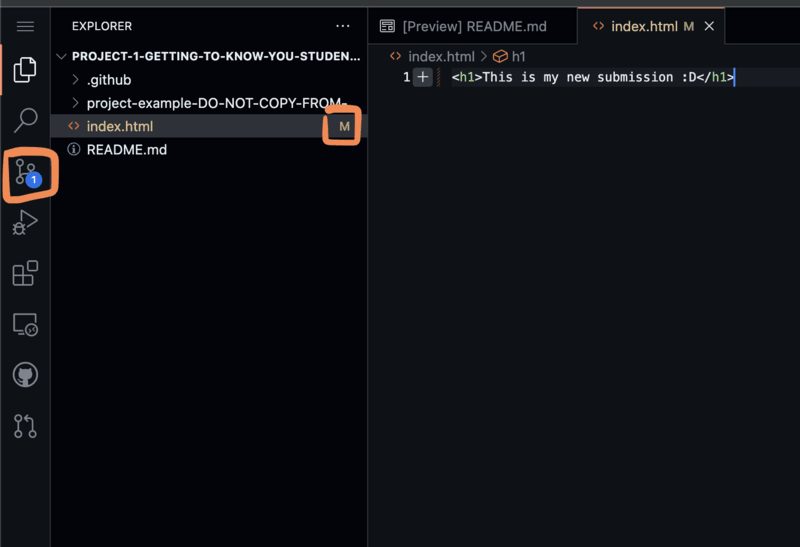 EXPLORER ...
PROJECT-1-GETTING-TO-KNOW-YOU-STUDEN...
.github
project-example-DO-NOT-COPY-FROM-
index.html M
README.md
1
[Preview] README.md
index.html M
index.html > h1
1 + <h1>This is my new submission :D</h1>